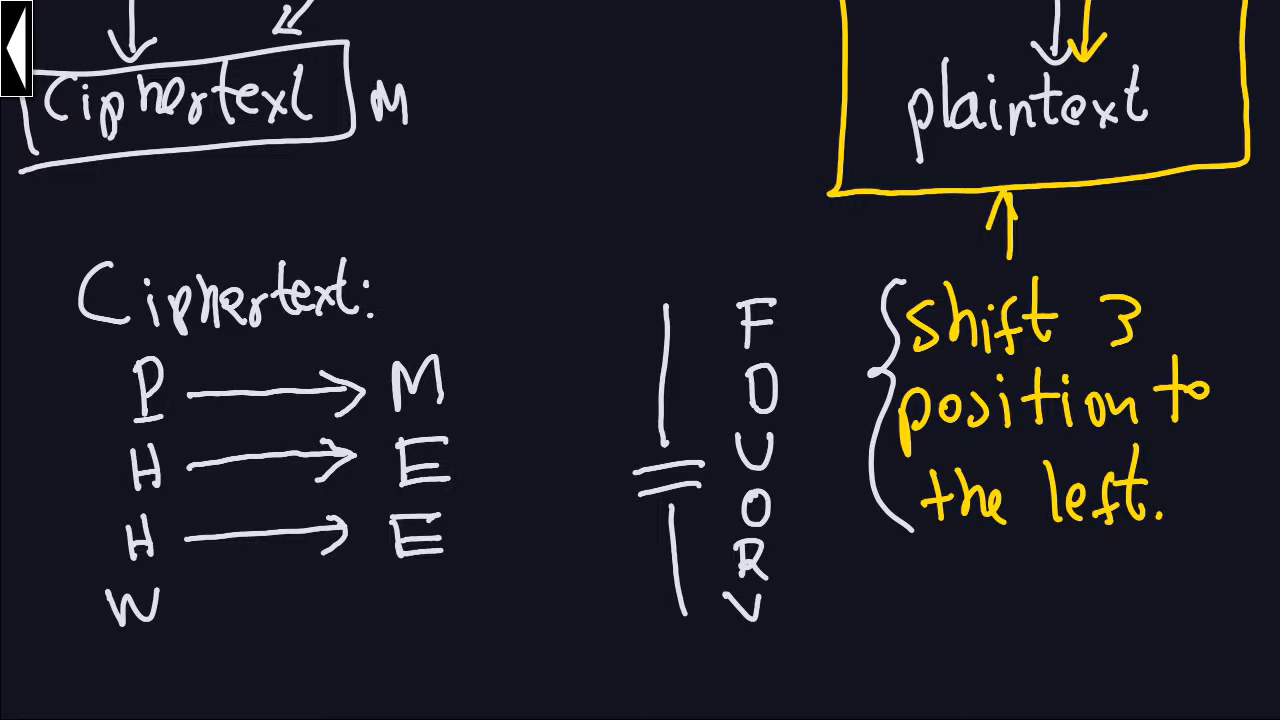 Ciphertext M
plaintext
Ciphertext:
P → M
H → E
H → E
W
F
D
U
O
R
V
shift 3
position to
the left.